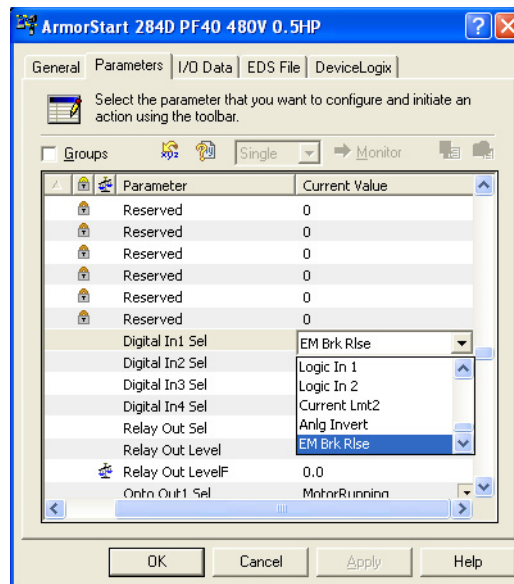 ArmorStart 284D PF40 480V 0.5HP
General Parameters I/O Data EDS File DeviceLogix
Select the parameter that you want to configure and initiate an
action using the toolbar.
Groups Single Monitor
Parameter Current Value
Reserved 0
Reserved 0
Reserved 0
Reserved 0
Reserved 0
Reserved 0
Digital In1 Sel EM Brk Rlse
Digital In2 Sel Logic In 1
Digital In3 Sel Logic In 2
Digital In4 Sel Current Lmt2
Relay Out Sel Anlg Invert
Relay Out Level EM Brk Rlse
Relay Out LevelF 0.0
Opto Out1 Sel MotorRunning
OK Cancel Apply Help